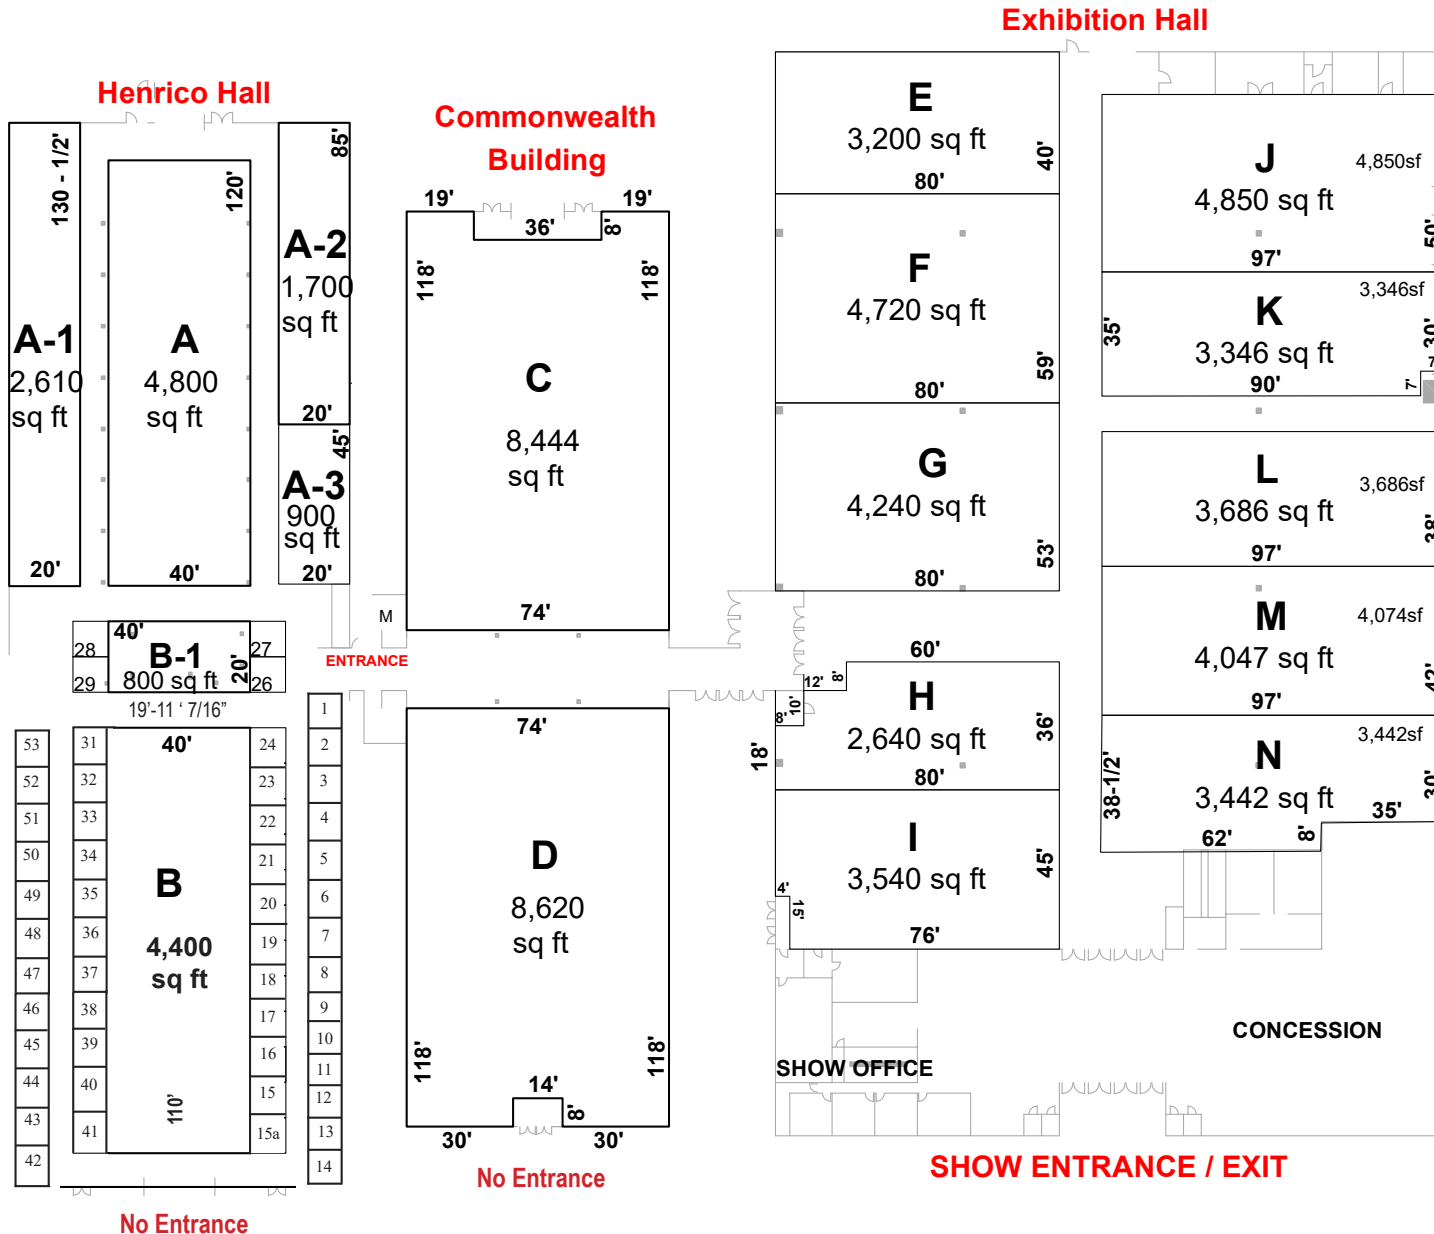 Exhibition Hall
Henrico Hall
Commonwealth
Building
130 - 1/2'
A-1
2,610
sq ft
20'
120'
A
4,800
sq ft
40'
85'
A-2
1,700
sq ft
20'
45'
A-3
900
sq ft
20'
19'
36'
8'
19'
118'
118'
C
8,444
sq ft
74'
M
ENTRANCE
E
3,200 sq ft
40'
80'
F
4,720 sq ft
59'
80'
G
4,240 sq ft
53'
80'
J
4,850sf
4,850 sq ft
50'
97'
K
3,346sf
3,346 sq ft
35'
30'
7
7'
90'
L
3,686sf
3,686 sq ft
38'
97'
M
4,074sf
4,047 sq ft
42'
97'
N
3,442sf
3,442 sq ft
38-1/2'
30'
35'
8'
62'
60'
12'
8'
8'
10'
H
2,640 sq ft
36'
18'
80'
I
3,540 sq ft
45'
4'
15'
76'
28
29
40'
B-1
800 sq ft
20'
27
26
19'-11 ' 7/16"
40'
B
4,400
sq ft
110'
53
52
51
50
49
48
47
46
45
44
43
42
31
32
33
34
35
36
37
38
39
40
41
24
23
22
21
20
19
18
17
16
15
15a
1
2
3
4
5
6
7
8
9
10
11
12
13
14
74'
D
8,620
sq ft
118'
118'
14'
8'
30'
30'
No Entrance
No Entrance
SHOW OFFICE
CONCESSION
SHOW ENTRANCE / EXIT